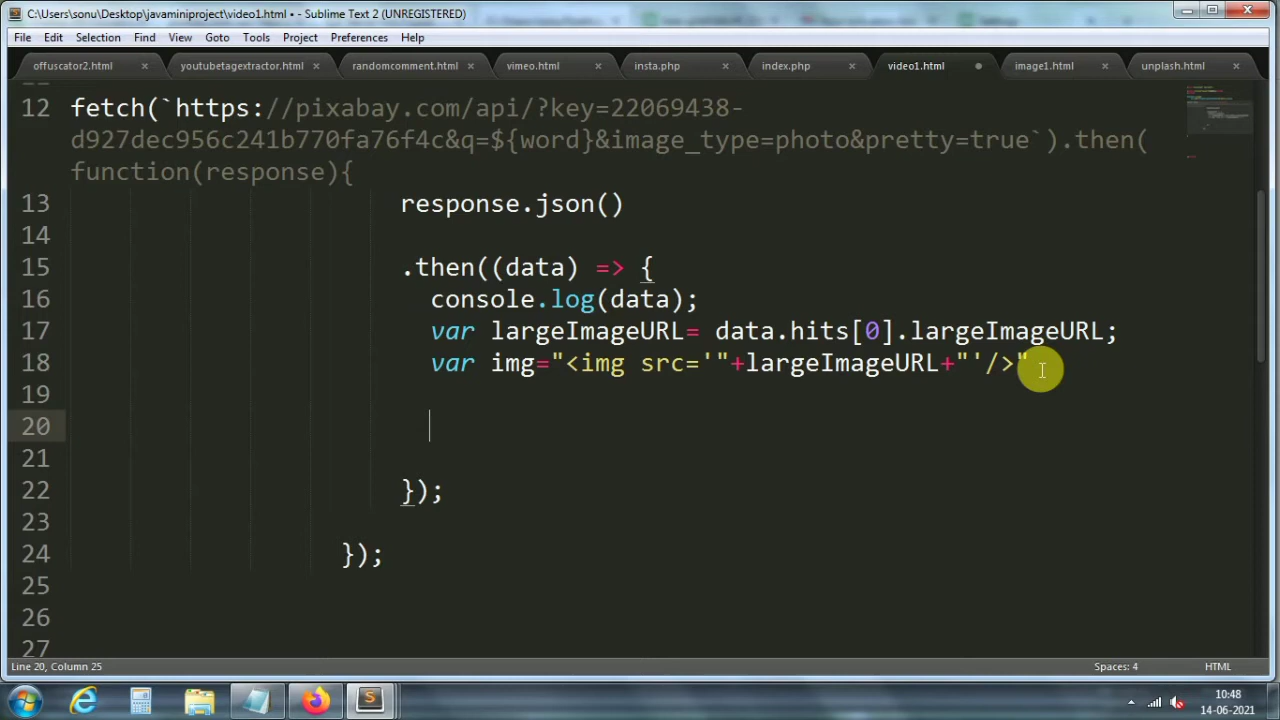 C:\Users\sonu\Desktop\javaminiproject\video1.html • - Sublime Text 2 (UNREGISTERED)
File Edit Selection Find View Goto Tools Project Preferences Help
offuscator2.html youtubetagextractor.html randomcomment.html vimeo.html insta.php index.php video1.html image1.html unplash.html
12 fetch(`https://pixabay.com/api/?key=22069438-
d927dec956c241b770fa76f4c&q=${word}&image_type=photo&pretty=true`).then(
function(response){
13 response.json()
14
15 .then((data) => {
16 console.log(data);
17 var largeImageURL= data.hits[0].largeImageURL;
18 var img="<img src='"+largeImageURL+"'/>"
19
20
21
22 });
23
24 });
25
26
27
Line 20, Column 25 Spaces: 4 HTML
10:48
14-06-2021